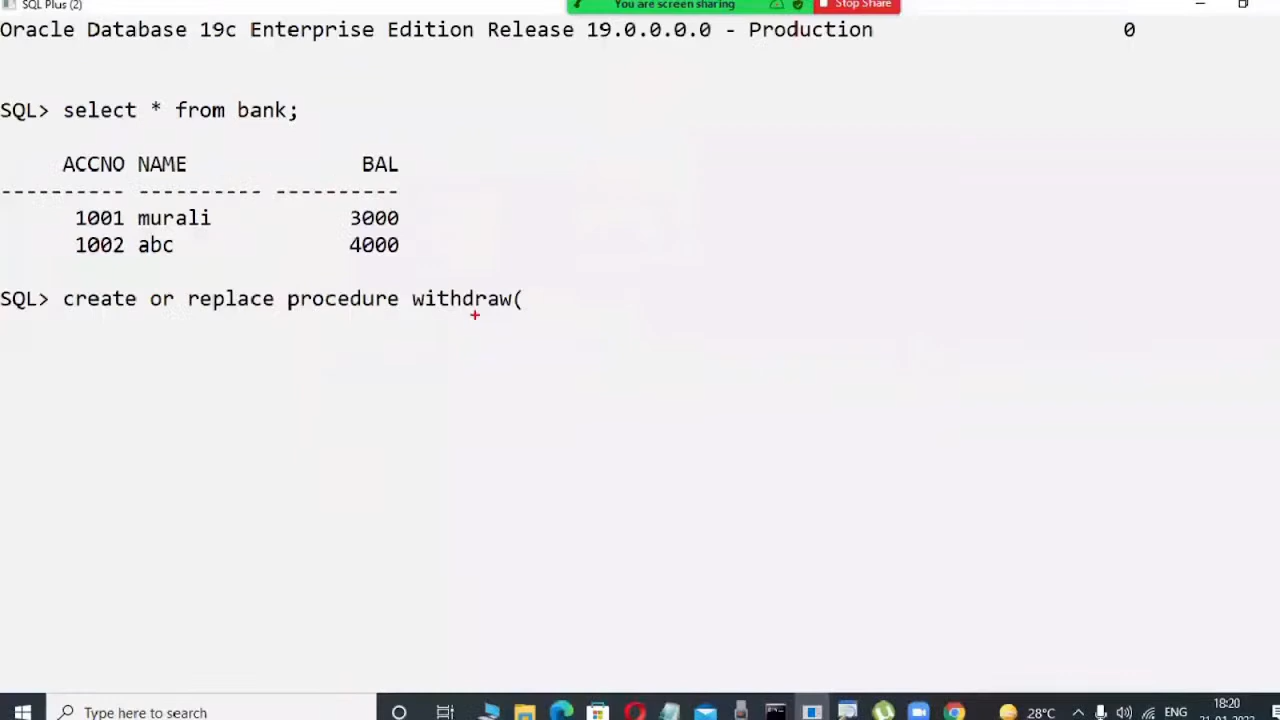 SQL Plus (2)
You are screen sharing
Stop Share
Oracle Database 19c Enterprise Edition Release 19.0.0.0.0 - Production 0
SQL> select * from bank;
ACCNO NAME BAL
---------- ---------- ----------
1001 murali 3000
1002 abc 4000
SQL> create or replace procedure withdraw(
Type here to search
28°C
ENG
18:20